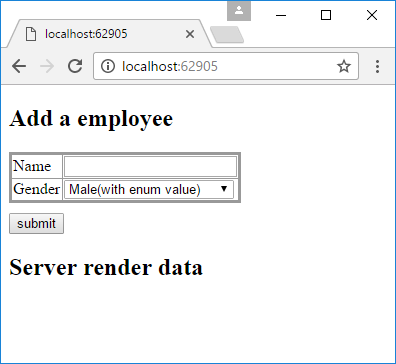 localhost:62905
localhost:62905
Add a employee
Name
Gender Male(with enum value)
submit
Server render data